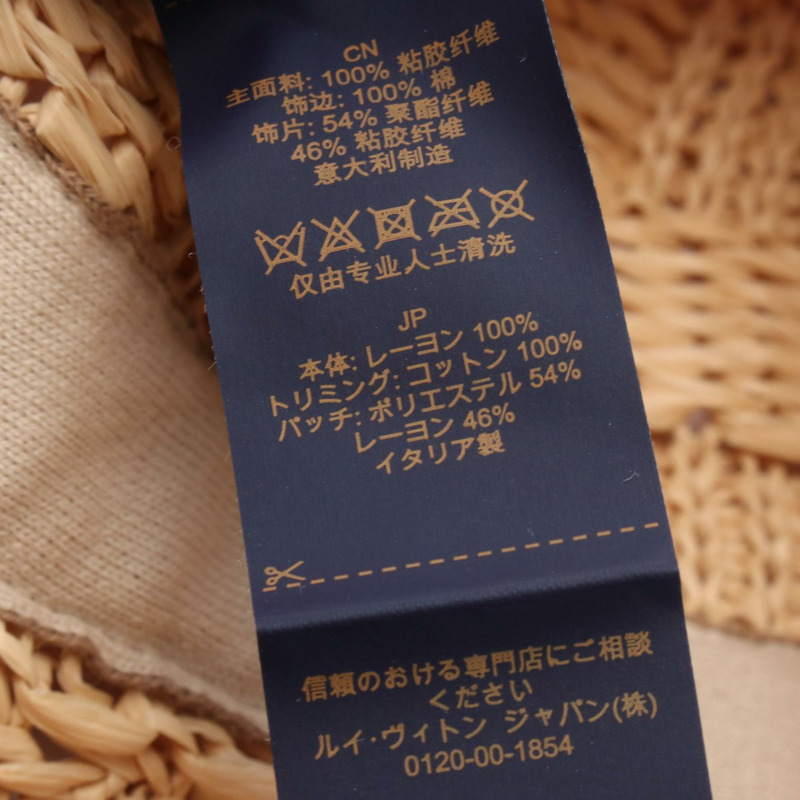 CN
主面料: 100% 粘胶纤维
饰边: 100% 棉
饰片: 54% 聚酯纤维
46% 粘胶纤维
意大利制造
仅由专业人士清洗
JP
本体: レーヨン 100%
トリミング: コットン 100%
パッチ: ポリエステル 54%
レーヨン 46%
イタリア製
信頼のおける専門店にご相談
ください
ルイ·ヴィトン ジャパン(株)
0120-00-1854